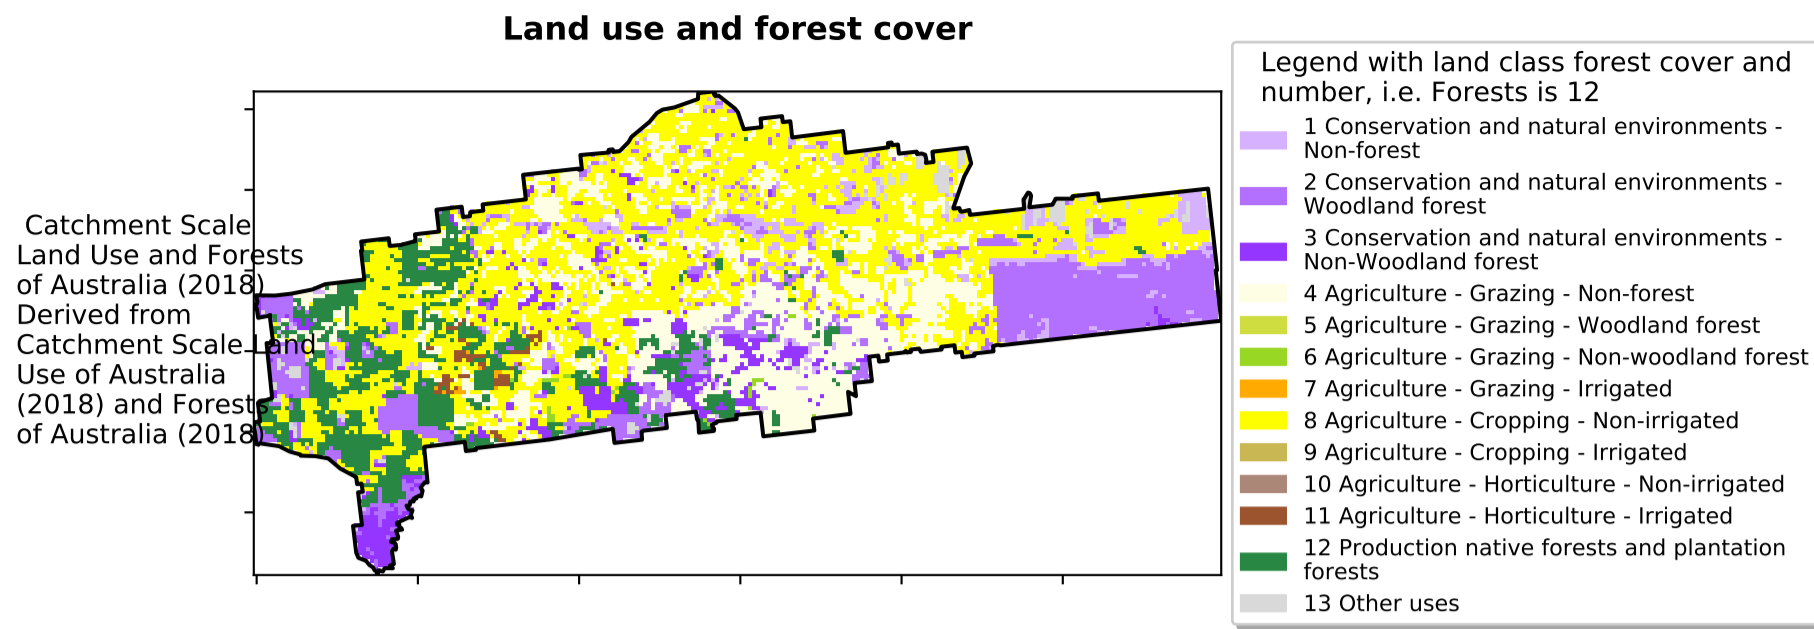 Land use and forest cover
Catchment Scale
Land Use and Forests
of Australia (2018)
Derived from
Catchment Scale Land
Use of Australia
(2018) and Forests
of Australia (2018)
Legend with land class forest cover and
number, i.e. Forests is 12
1 Conservation and natural environments -
Non-forest
2 Conservation and natural environments -
Woodland forest
3 Conservation and natural environments -
Non-Woodland forest
4 Agriculture - Grazing - Non-forest
5 Agriculture - Grazing - Woodland forest
6 Agriculture - Grazing - Non-woodland forest
7 Agriculture - Grazing - Irrigated
8 Agriculture - Cropping - Non-irrigated
9 Agriculture - Cropping - Irrigated
10 Agriculture - Horticulture - Non-irrigated
11 Agriculture - Horticulture - Irrigated
12 Production native forests and plantation
forests
13 Other uses